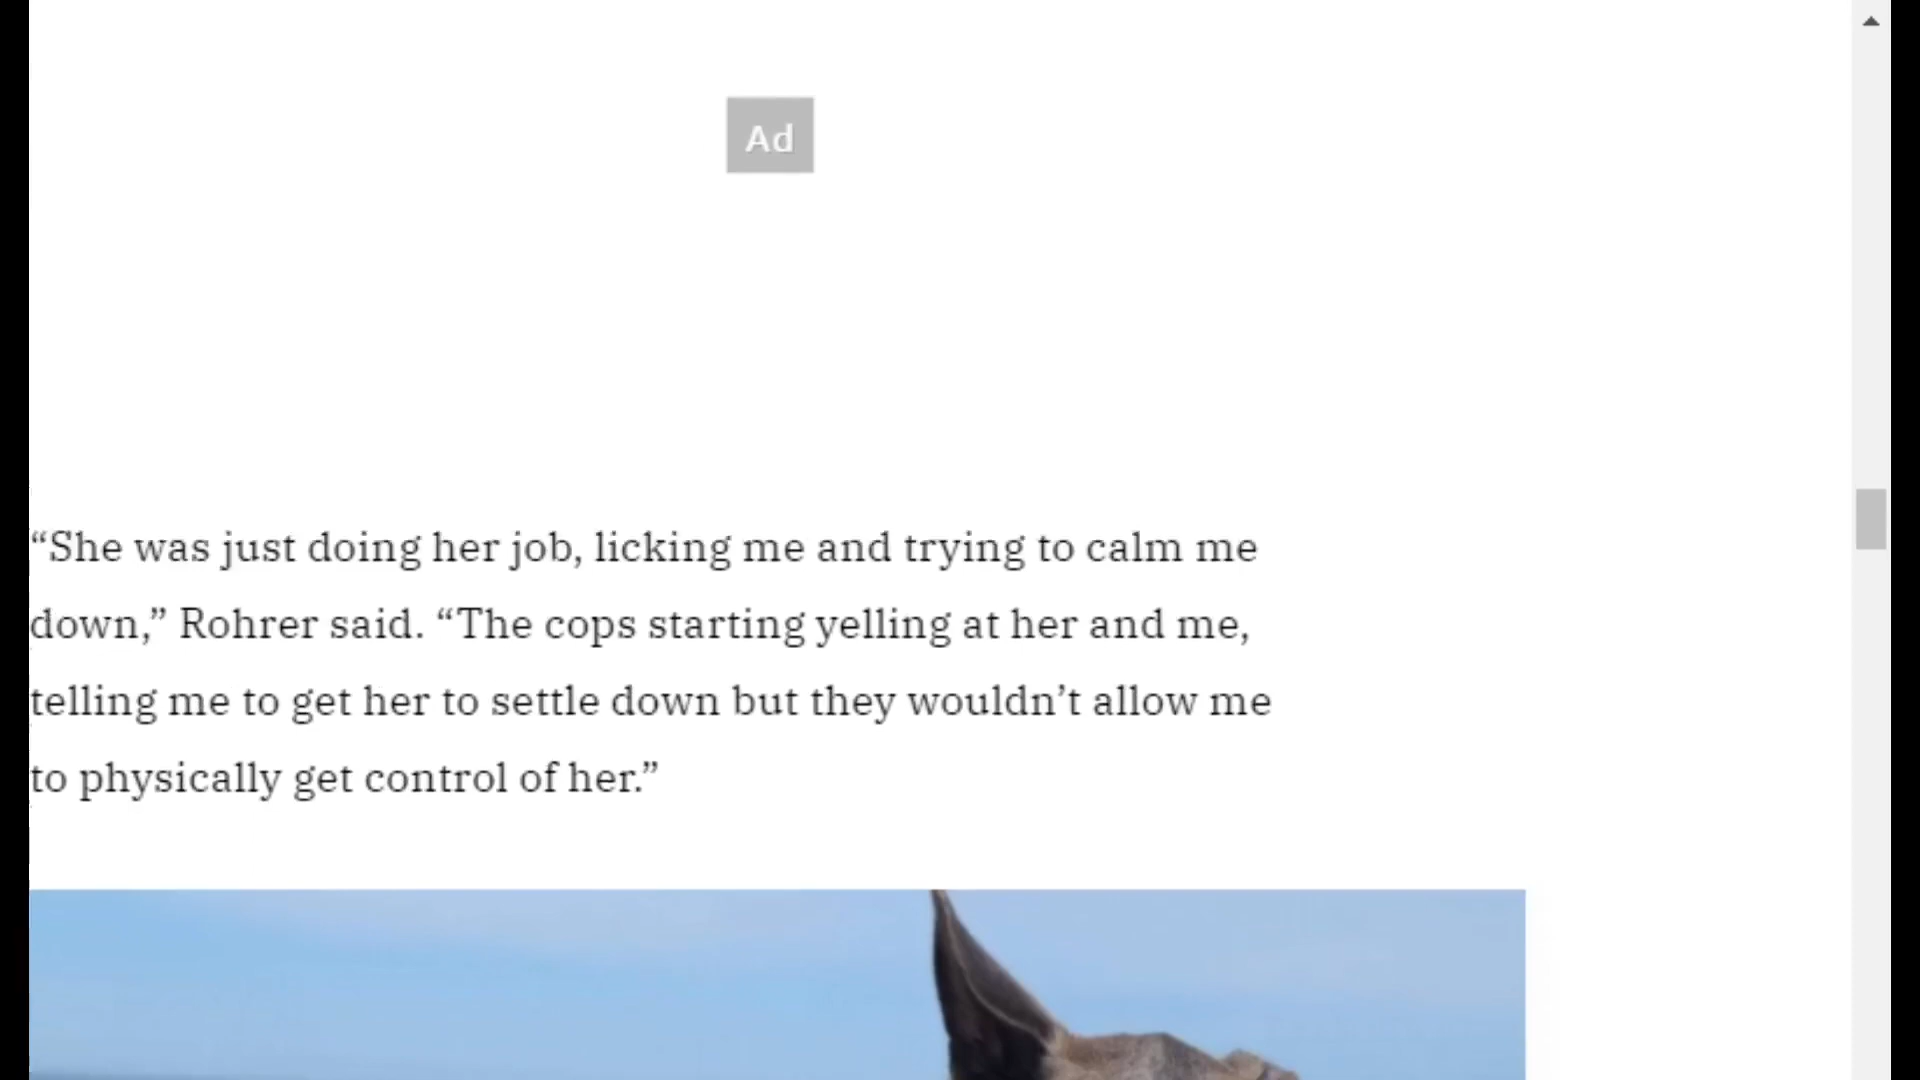 Ad
“She was just doing her job, licking me and trying to calm me
down,” Rohrer said. “The cops starting yelling at her and me,
telling me to get her to settle down but they wouldn’t allow me
to physically get control of her.”